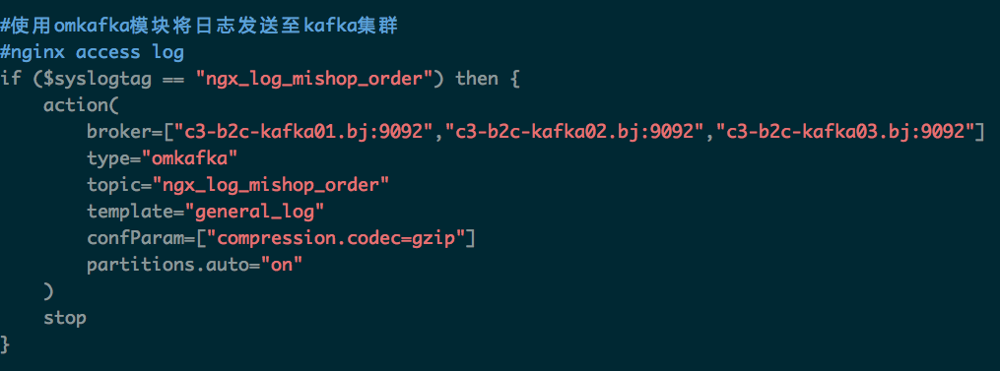 #使用omkafka模块将日志发送至kafka集群
#nginx access log
if ($syslogtag == "ngx_log_mishop_order") then {
    action(
        broker=["c3-b2c-kafka01.bj:9092","c3-b2c-kafka02.bj:9092","c3-b2c-kafka03.bj:9092"]
        type="omkafka"
        topic="ngx_log_mishop_order"
        template="general_log"
        confParam=["compression.codec=gzip"]
        partitions.auto="on"
    )
    stop
}